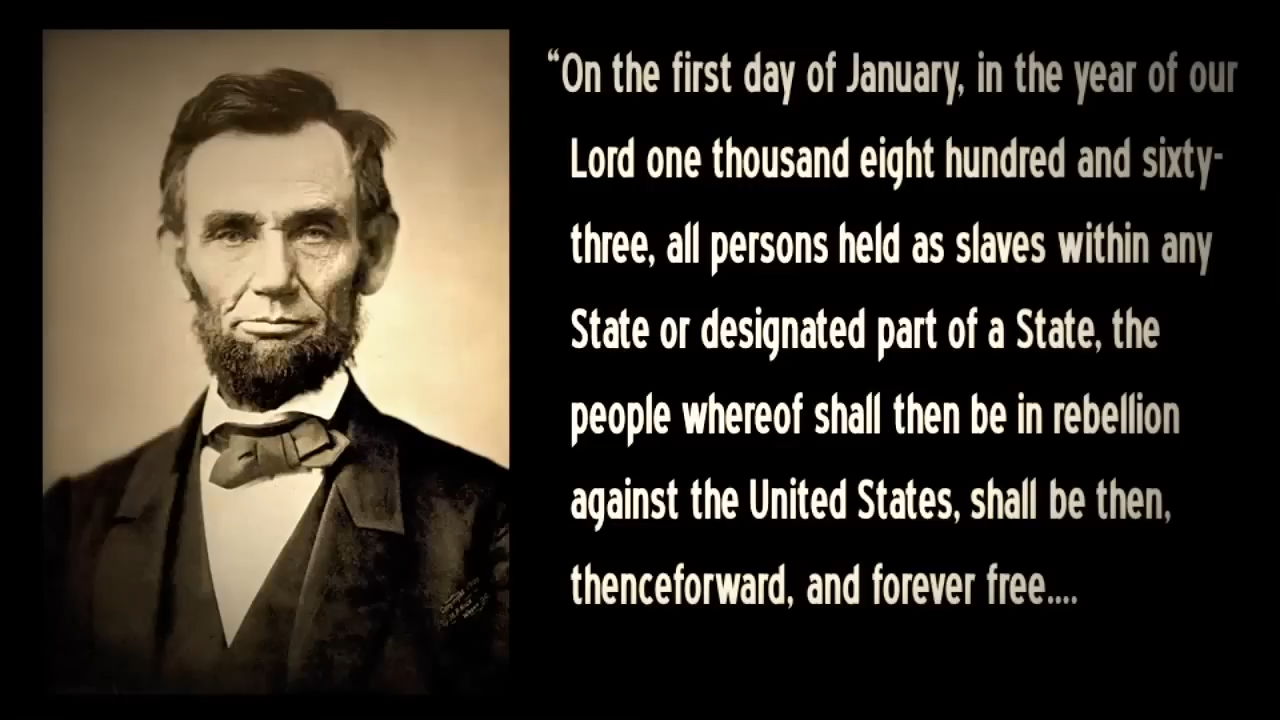 “On the first day of January, in the year of our
Lord one thousand eight hundred and sixty-
three, all persons held as slaves within any
State or designated part of a State, the
people whereof shall then be in rebellion
against the United States, shall be then,
thenceforward, and forever free....